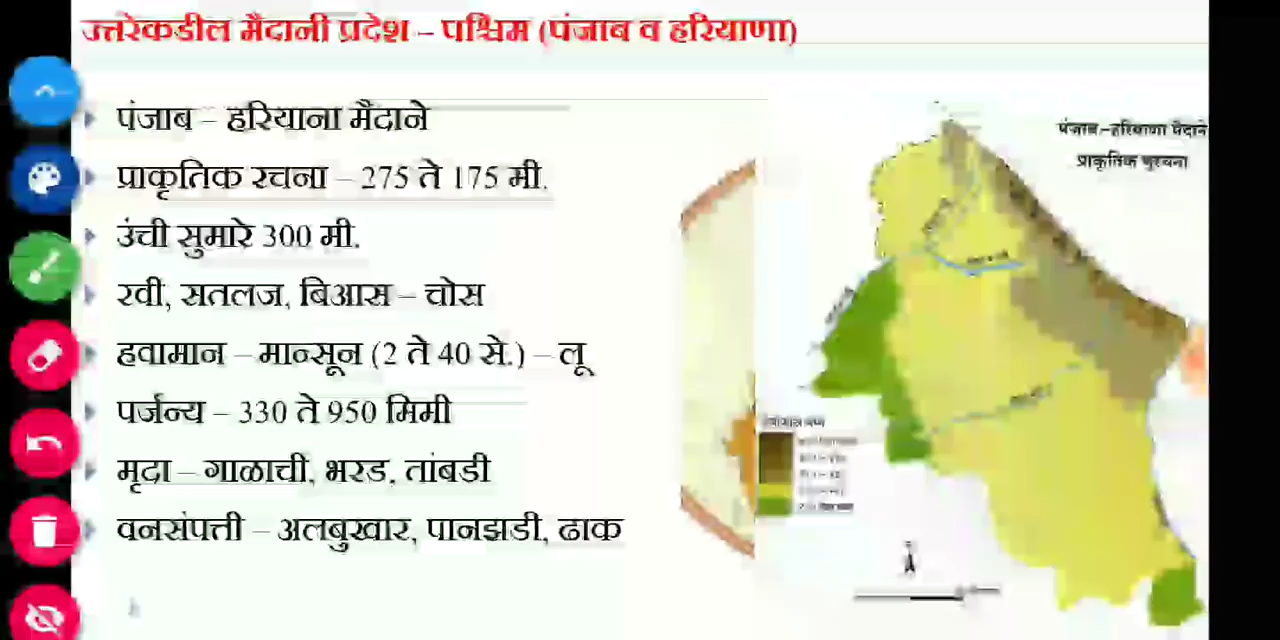 उत्तरेकडील मैदानी प्रदेश – पश्चिम (पंजाब व हरियाणा)
पंजाब – हरियाना मैदाने
प्राकृतिक रचना – 275 ते 175 मी.
उंची सुमारे 300 मी.
रवी, सतलज, बिआस – चोस
हवामान – मान्सून (2 ते 40 से.) – लू
पर्जन्य – 330 ते 950 मिमी
मृदा – गाळाची, भरड, तांबडी
वनसंपत्ती – अलबुखार, पानझडी, ढाक
पंजाब–हरियाणा मैदाने
प्राकृतिक भुरचना